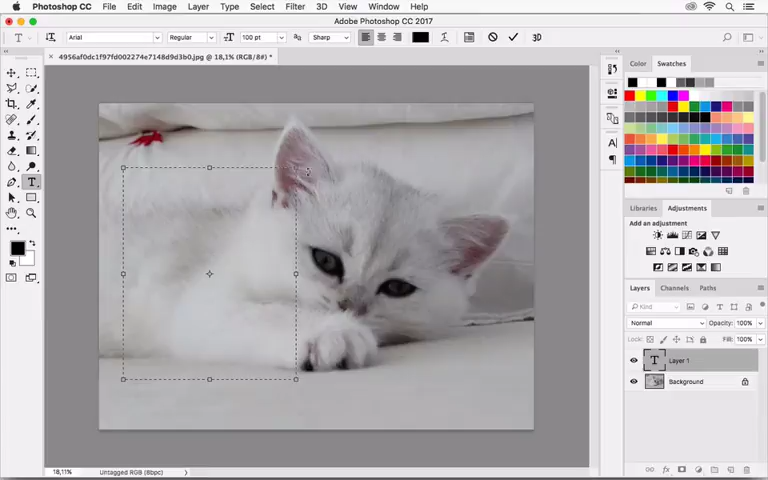 Photoshop CC File Edit Image Layer Type Select Filter 3D View Window Help
Adobe Photoshop CC 2017
T Arial Regular 100 pt Sharp 3D
4956af0dc1f97fd002274e7148d9d3b0.jpg @ 18,1% (RGB/8#) *
Color Swatches
Libraries Adjustments
Add an adjustment
Layers Channels Paths
Kind
Normal Opacity: 100%
Lock: Fill: 100%
T Layer 1
Background
18,11% Untagged RGB (8bpc)